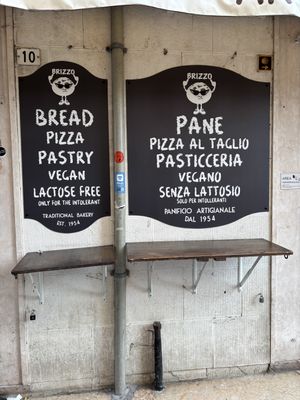 10
BRIZZO
BREAD
PIZZA
PASTRY
VEGAN
LACTOSE FREE
ONLY FOR THE INTOLERANT
TRADITIONAL BAKERY
EST. 1954
BRIZZO
PANE
PIZZA AL TAGLIO
PASTICCERIA
VEGANO
SENZA LATTOSIO
SOLO PER INTOLLERANTI
PANIFICIO ARTIGIANALE
DAL 1954
AREA